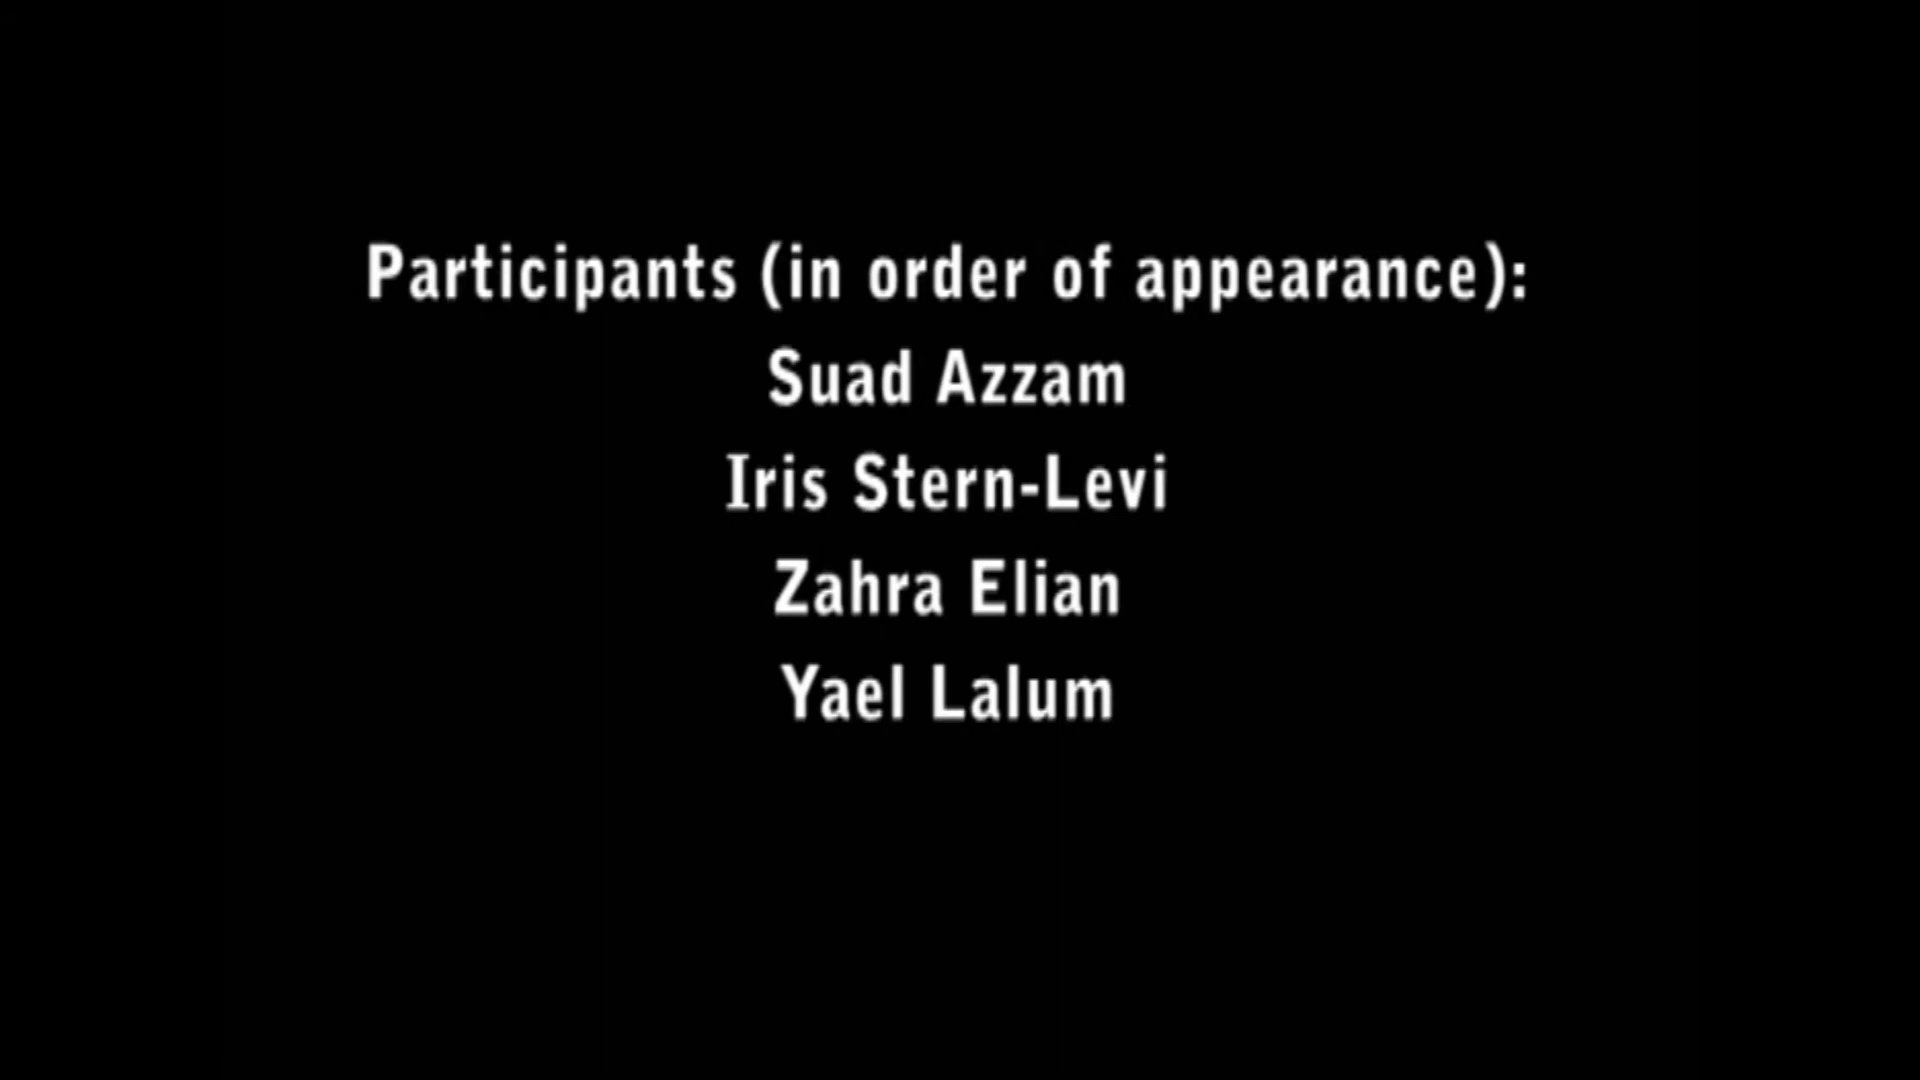 Participants (in order of appearance):
Suad Azzam
Iris Stern-Levi
Zahra Elian
Yael Lalum